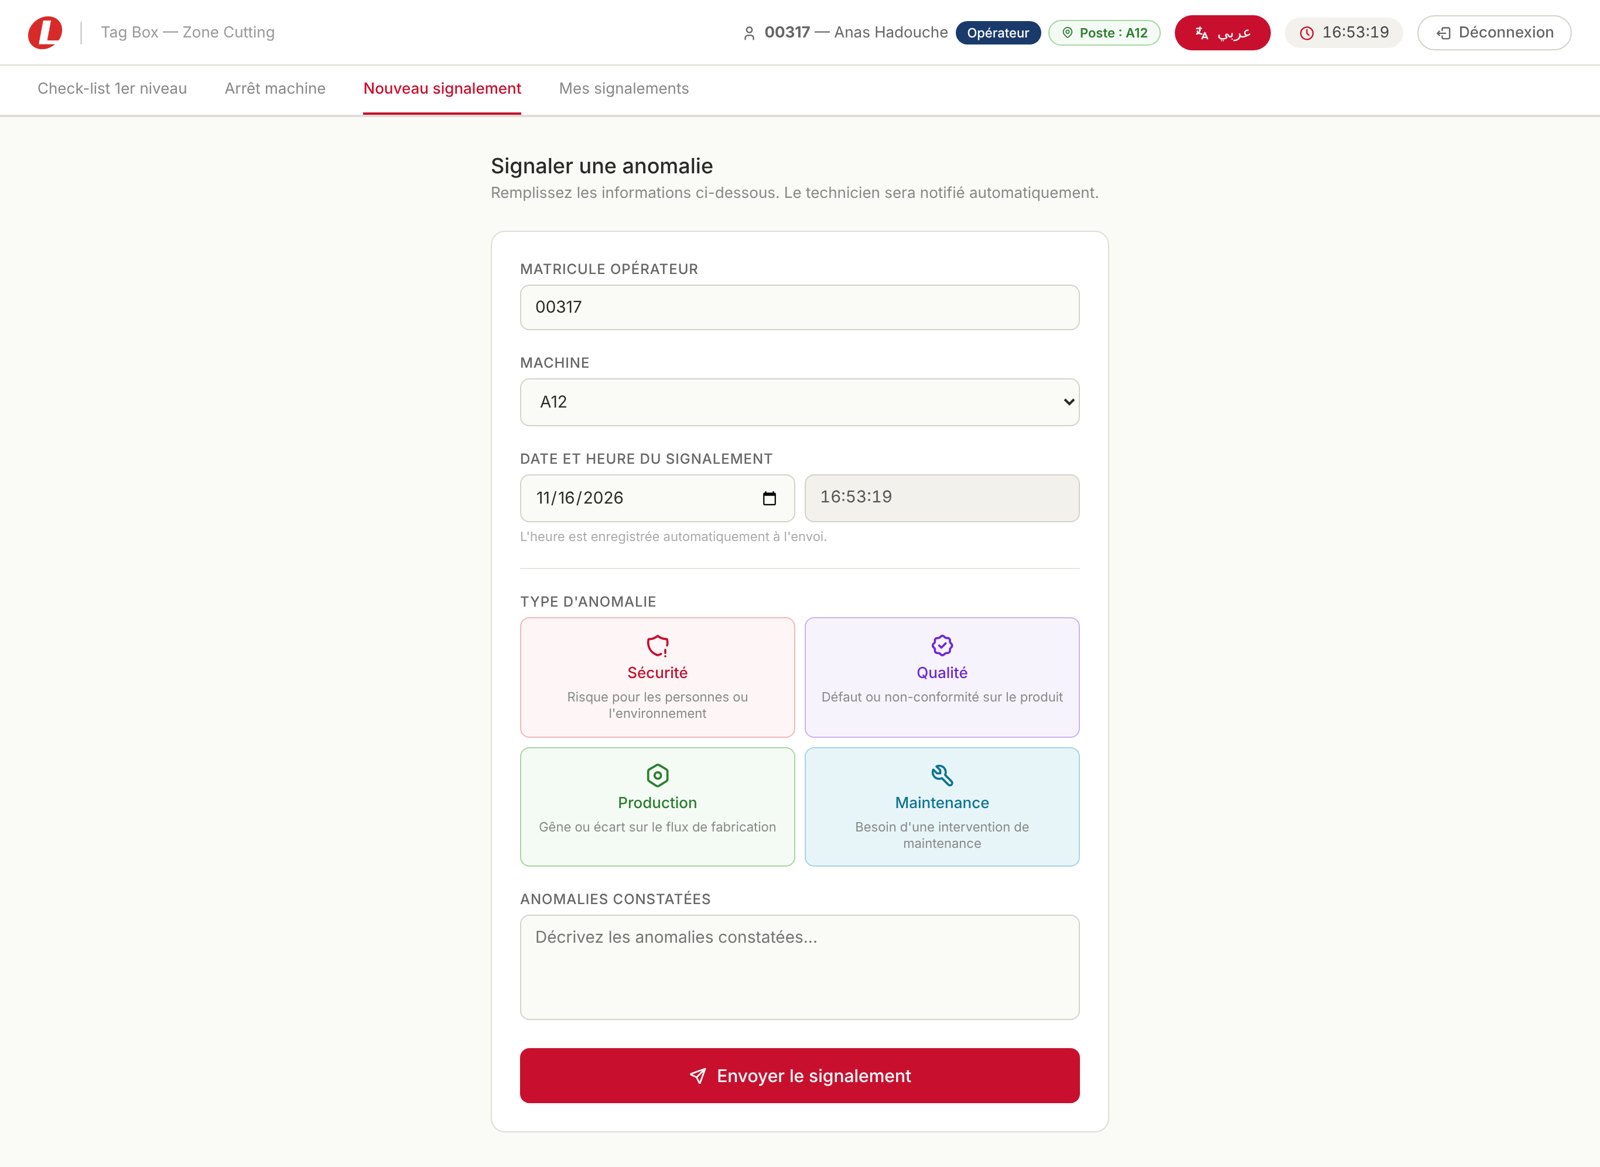 L
Tag Box — Zone Cutting
00317 — Anas Hadouche
Opérateur
Poste : A12
عربي
16:53:19
Déconnexion
Check-list 1er niveau
Arrêt machine
Nouveau signalement
Mes signalements
Signaler une anomalie
Remplissez les informations ci-dessous. Le technicien sera notifié automatiquement.
MATRICULE OPÉRATEUR
00317
MACHINE
A12
DATE ET HEURE DU SIGNALEMENT
11/16/2026
16:53:19
L'heure est enregistrée automatiquement à l'envoi.
TYPE D'ANOMALIE
Sécurité
Risque pour les personnes ou
l'environnement
Qualité
Défaut ou non-conformité sur le produit
Production
Gêne ou écart sur le flux de fabrication
Maintenance
Besoin d'une intervention de
maintenance
ANOMALIES CONSTATÉES
Décrivez les anomalies constatées...
Envoyer le signalement